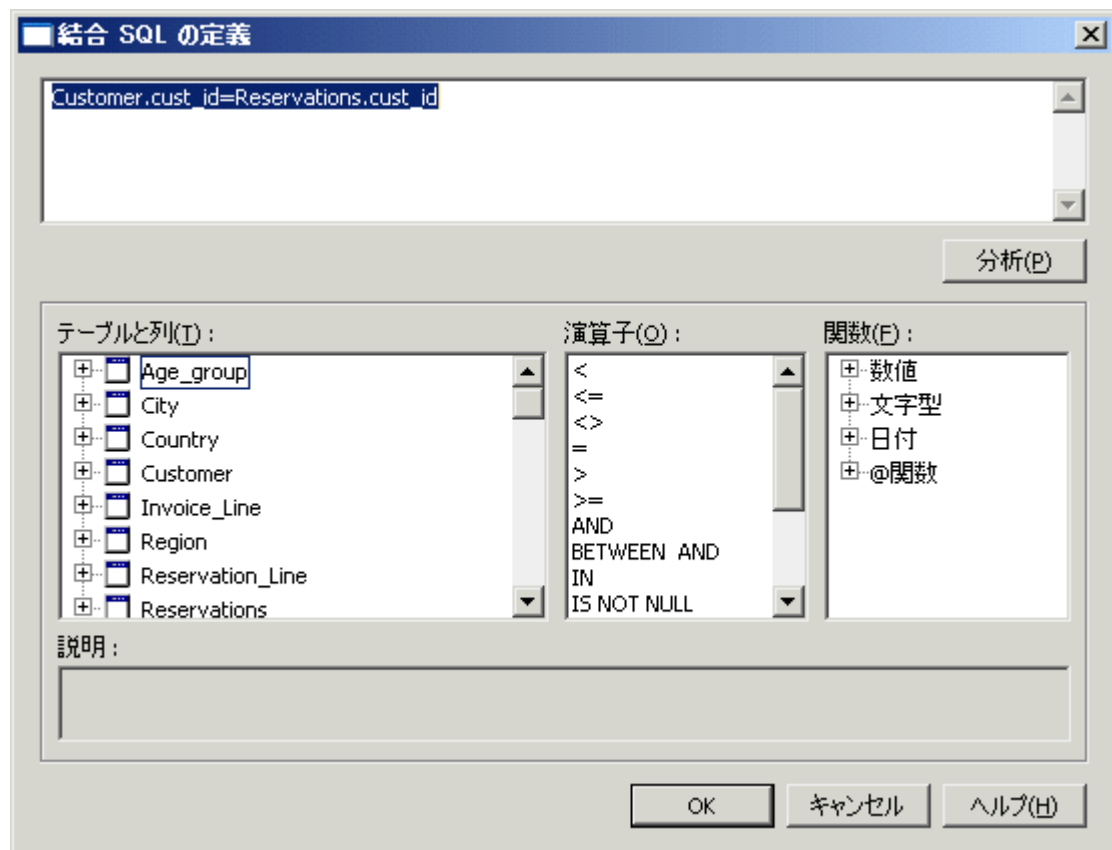 結合 SQL の定義
Customer.cust_id=Reservations.cust_id
分析(P)
テーブルと列(T) :
Age_group
City
Country
Customer
Invoice_Line
Region
Reservation_Line
Reservations
演算子(O) :
<
<=
<>
=
>
>=
AND
BETWEEN AND
IN
IS NOT NULL
関数(F) :
数値
文字型
日付
@関数
説明 :
OK
キャンセル
ヘルプ(H)